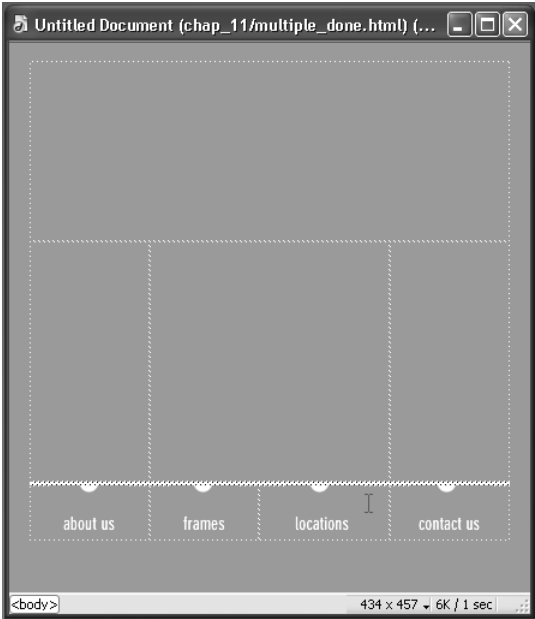 Untitled Document (chap_11/multiple_done.html) (...
about us frames locations contact us
<body> 434 x 457 6K / 1 sec